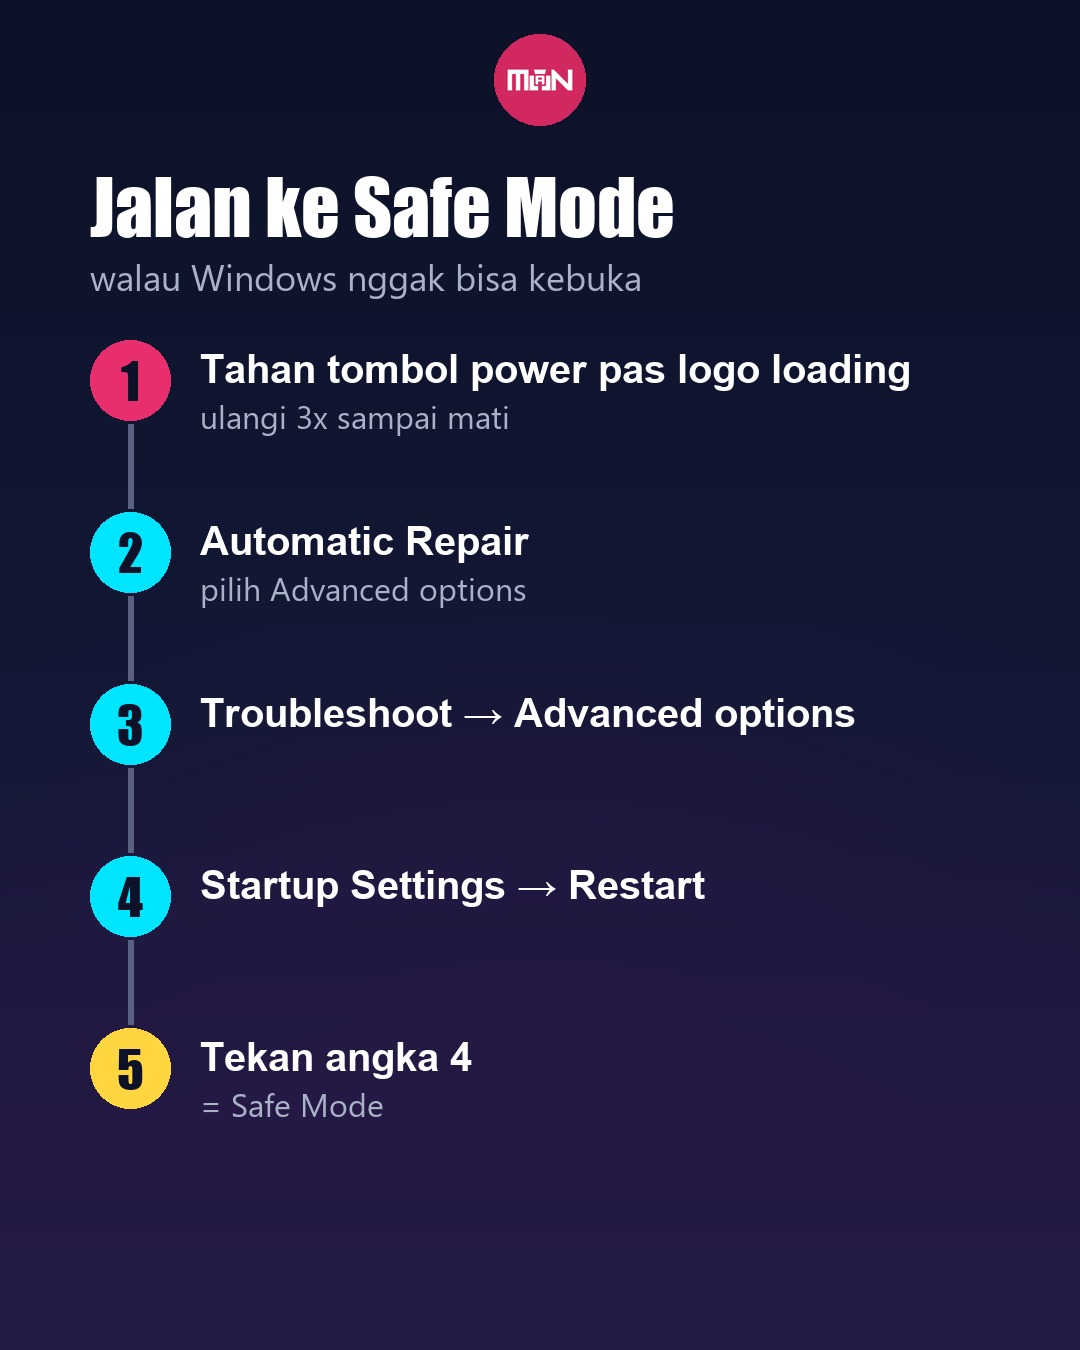 MLAN
Jalan ke Safe Mode
walau Windows nggak bisa kebuka
1
Tahan tombol power pas logo loading
ulangi 3x sampai mati
2
Automatic Repair
pilih Advanced options
3
Troubleshoot → Advanced options
4
Startup Settings → Restart
5
Tekan angka 4
= Safe Mode